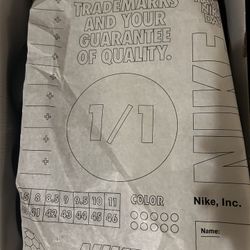 TRADEMARKS
AND YOUR
GUARANTEE
OF QUALITY.
1/1
NIKE
8 8.5 9 9.5 10 11
41 42 43 44 45 46
COLOR
Nike, Inc.
Name: